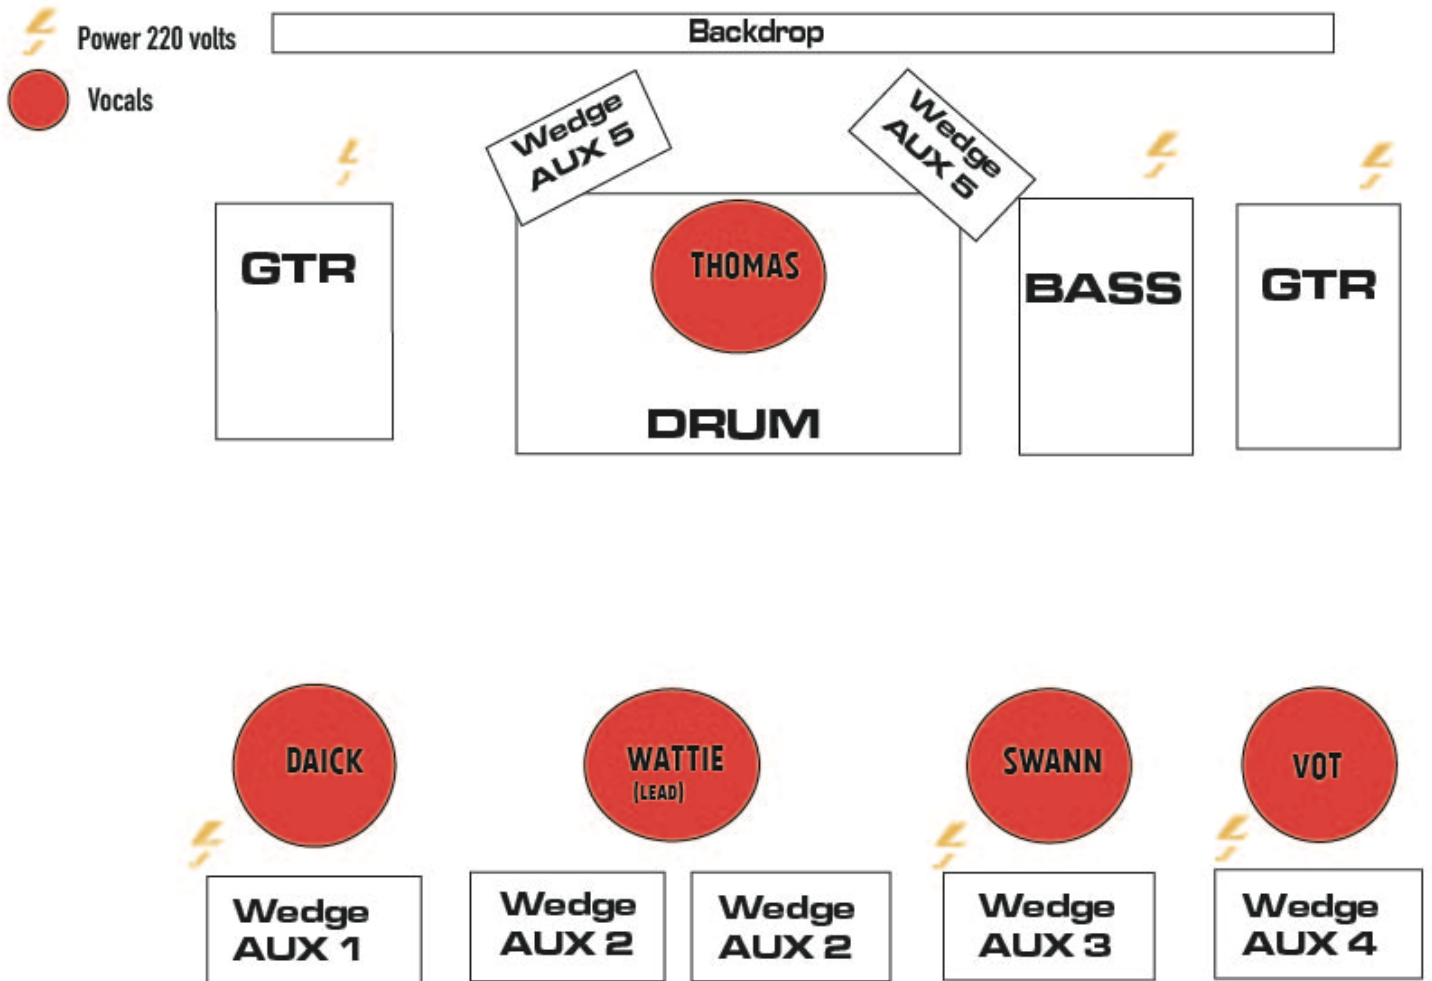 Power 220 volts
Backdrop
Vocals
Wedge
AUX 5
Wedge
AUX 5
GTR
THOMAS
BASS
GTR
DRUM
DAICK
WATTIE
(LEAD)
SWANN
VOT
Wedge
AUX 1
Wedge
AUX 2
Wedge
AUX 2
Wedge
AUX 3
Wedge
AUX 4